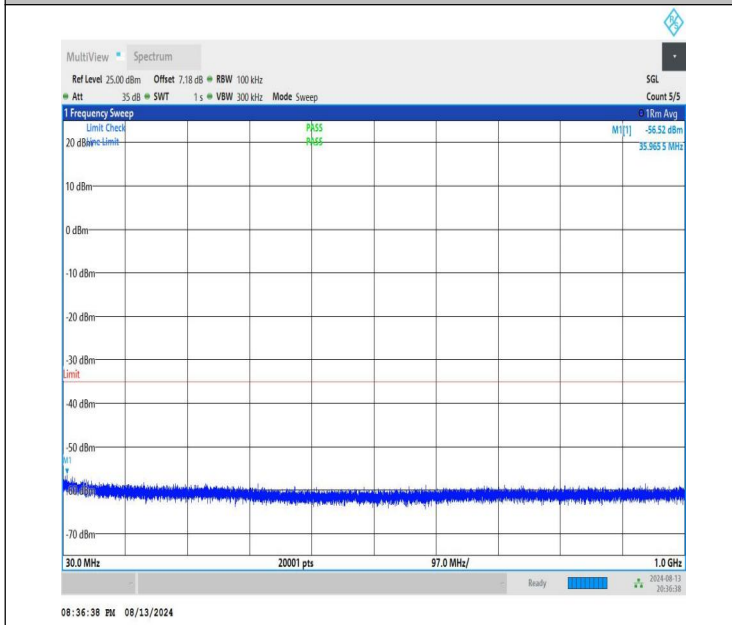 R&S
MultiView Spectrum
Ref Level 25.00 dBm Offset 7.18 dB RBW 100 kHz SGL
Att 35 dB SWT 1 s VBW 300 kHz Mode Sweep Count 5/5
1 Frequency Sweep 1Rm Avg
Limit Check PASS M1[1] -56.52 dBm
20 dBm Line Limit PASS 35.965 5 MHz
10 dBm
0 dBm
-10 dBm
-20 dBm
-30 dBm
Limit
-40 dBm
-50 dBm
M1
-60 dBm
-70 dBm
30.0 MHz 20001 pts 97.0 MHz/ 1.0 GHz
Ready 2024-08-13
20:36:38
08:36:38 PM 08/13/2024